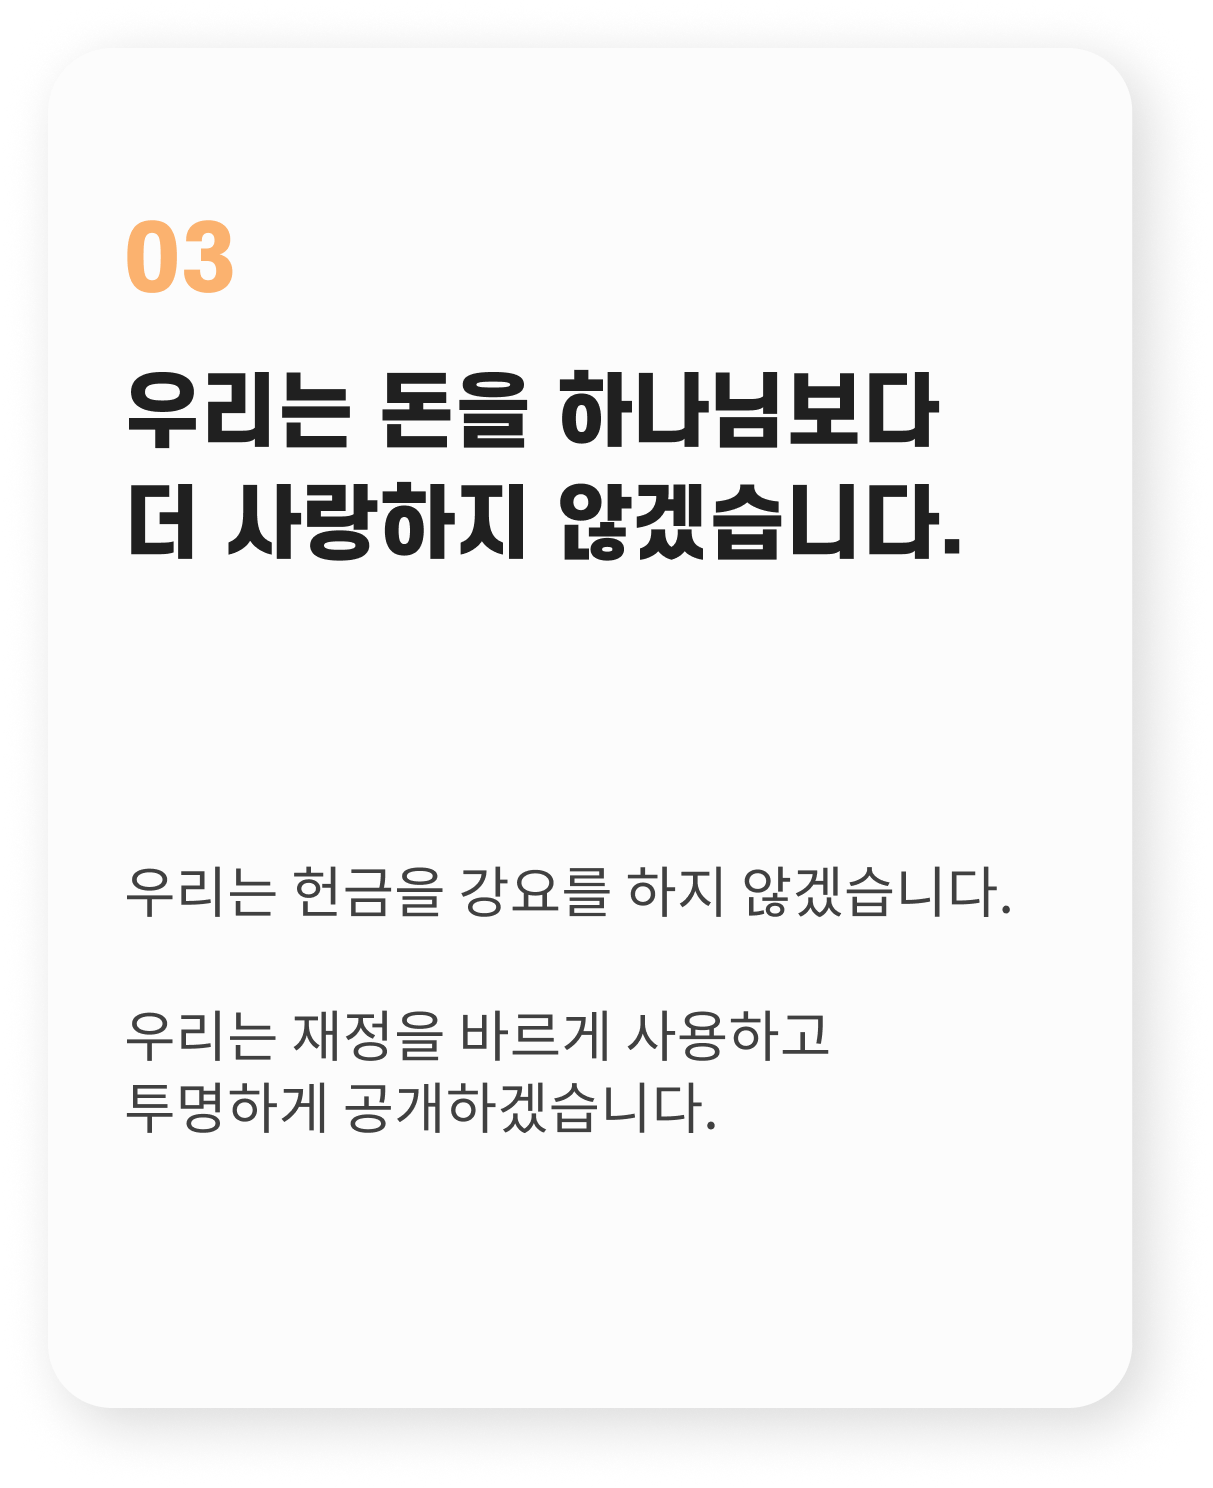 03
우리는 돈을 하나님보다
더 사랑하지 않겠습니다.
우리는 헌금을 강요를 하지 않겠습니다.
우리는 재정을 바르게 사용하고
투명하게 공개하겠습니다.